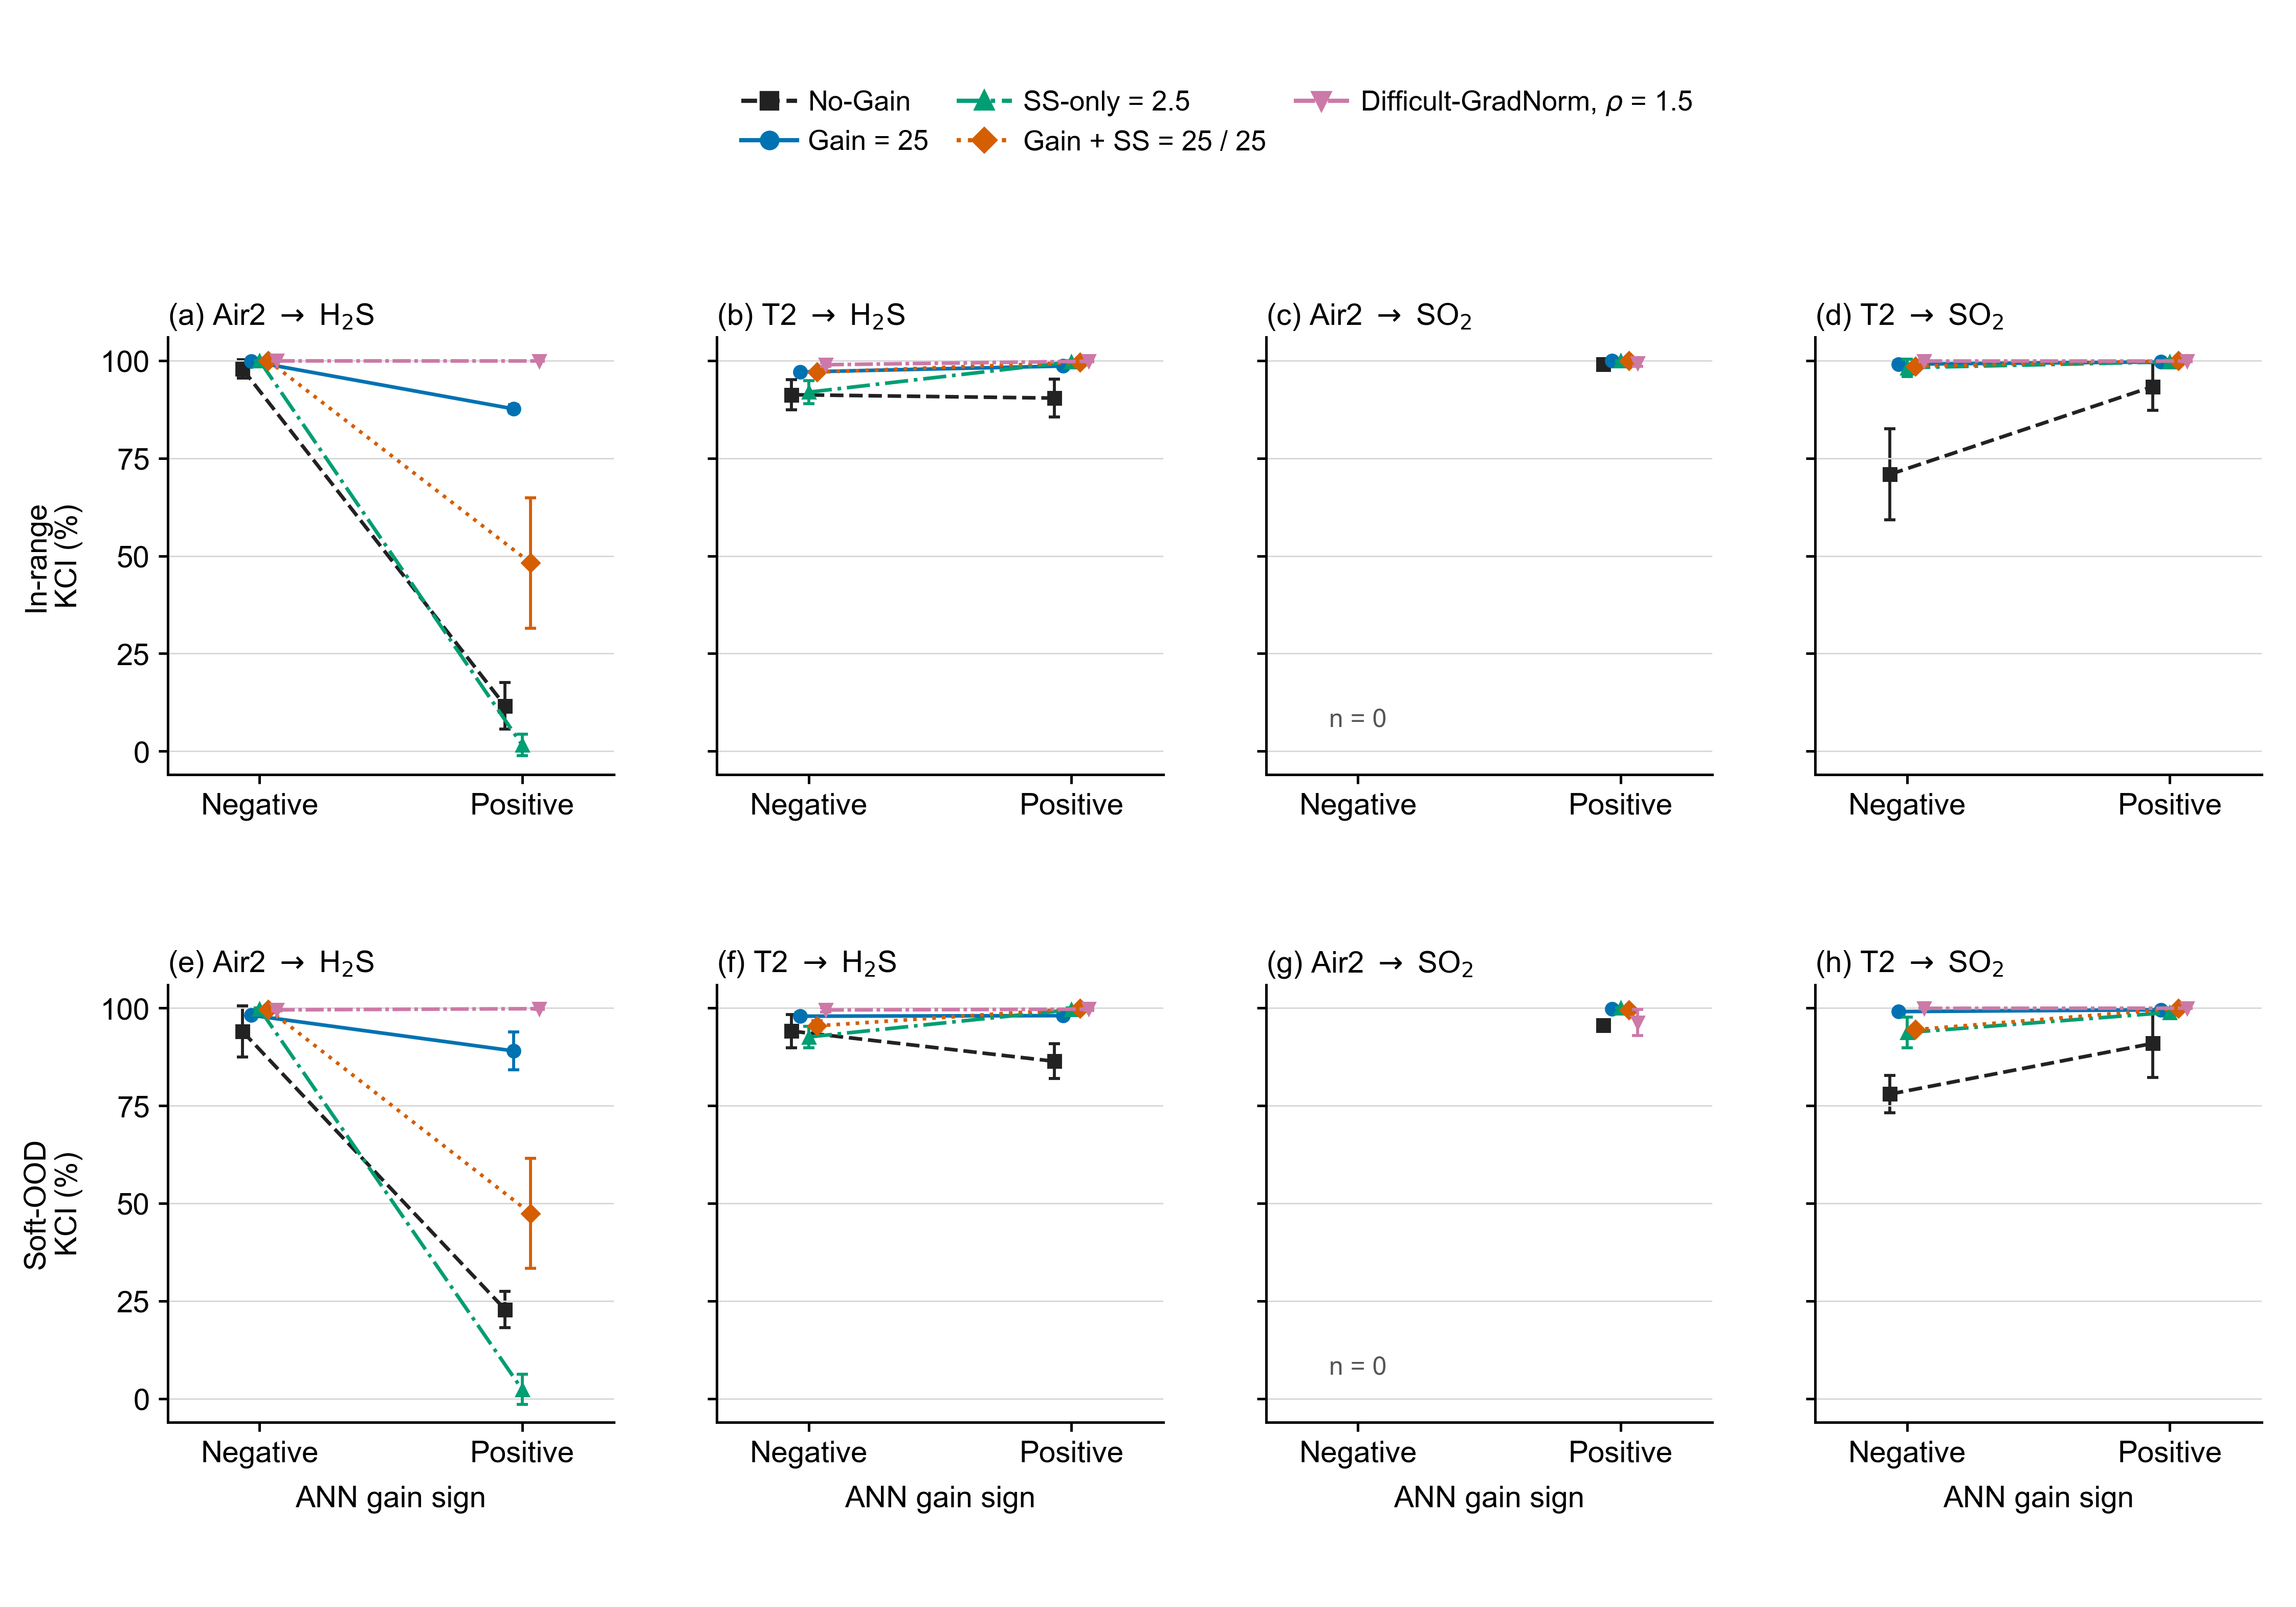 No-Gain
Gain = 25
SS-only = 2.5
Gain + SS = 25 / 25
Difficult-GradNorm, ρ = 1.5
(a) Air2 → H₂S
(b) T2 → H₂S
(c) Air2 → SO₂
(d) T2 → SO₂
In-range
KCI (%)
100
75
50
25
0
n = 0
Negative Positive
Negative Positive
Negative Positive
Negative Positive
(e) Air2 → H₂S
(f) T2 → H₂S
(g) Air2 → SO₂
(h) T2 → SO₂
Soft-OOD
KCI (%)
100
75
50
25
0
n = 0
Negative Positive
Negative Positive
Negative Positive
Negative Positive
ANN gain sign
ANN gain sign
ANN gain sign
ANN gain sign